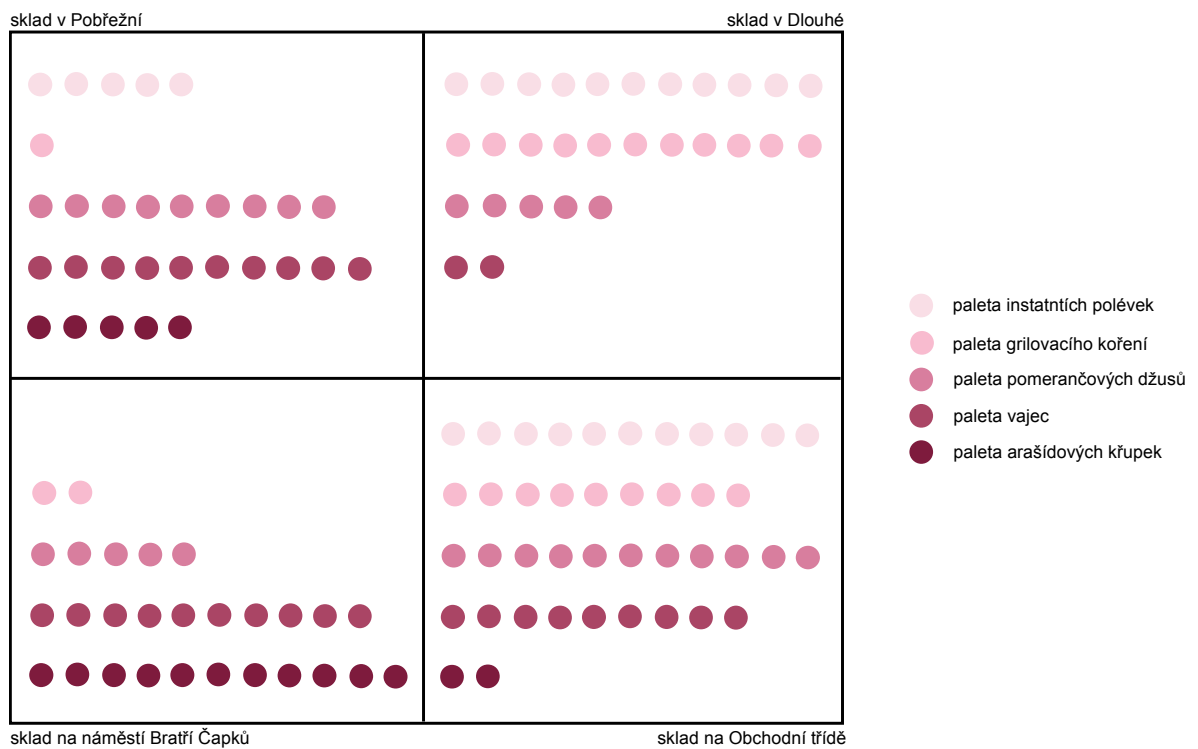 sklad v Pobřežní
sklad v Dlouhé
paleta instatntích polévek
paleta grilovacího koření
paleta pomerančových džusů
paleta vajec
paleta arašídových křupek
sklad na náměstí Bratří Čapků
sklad na Obchodní třídě